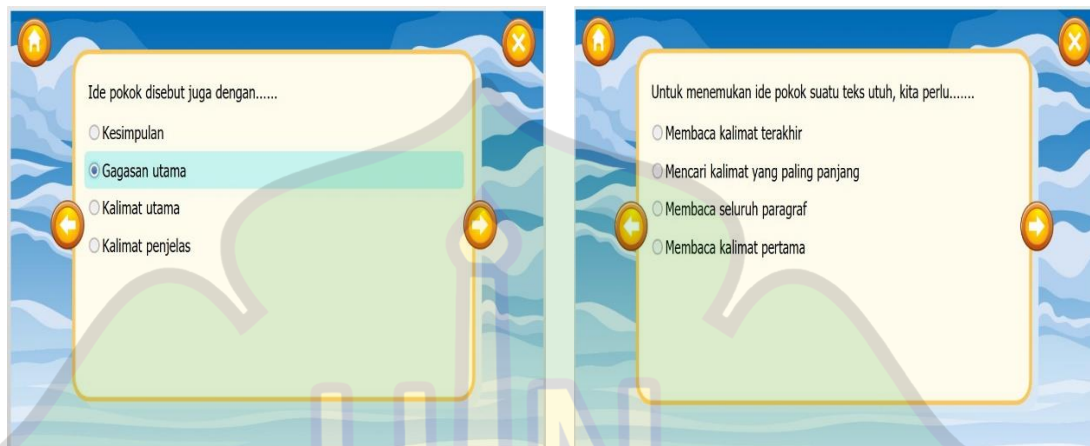 Ide pokok disebut juga dengan......
Kesimpulan
Gagasan utama
Kalimat utama
Kalimat penjelas
Untuk menemukan ide pokok suatu teks utuh, kita perlu.......
Membaca kalimat terakhir
Mencari kalimat yang paling panjang
Membaca seluruh paragraf
Membaca kalimat pertama
UIN